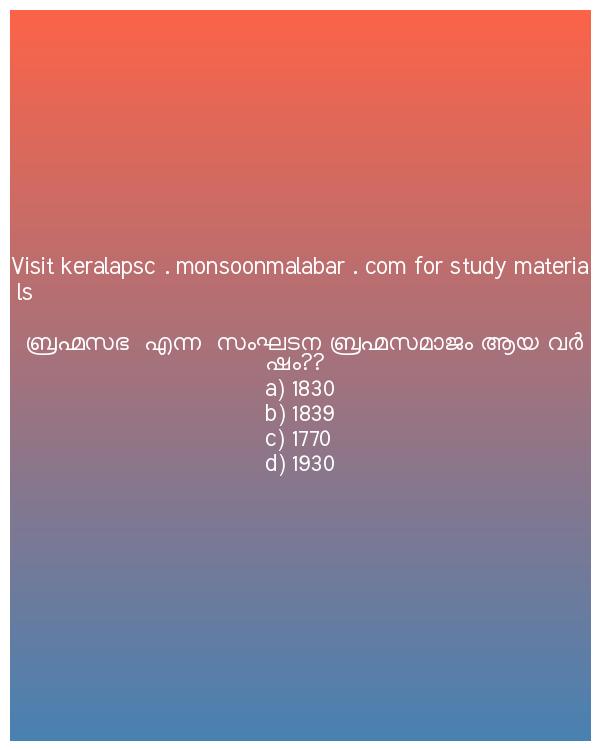 Visit keralapsc . monsoonmalabar . com for study materia
ls
ബ്രഹ്മസഭ  എന്ന  സംഘടന ബ്രഹ്മസമാജം ആയ വർ
ഷം??
a) 1830
b) 1839
c) 1770
d) 1930